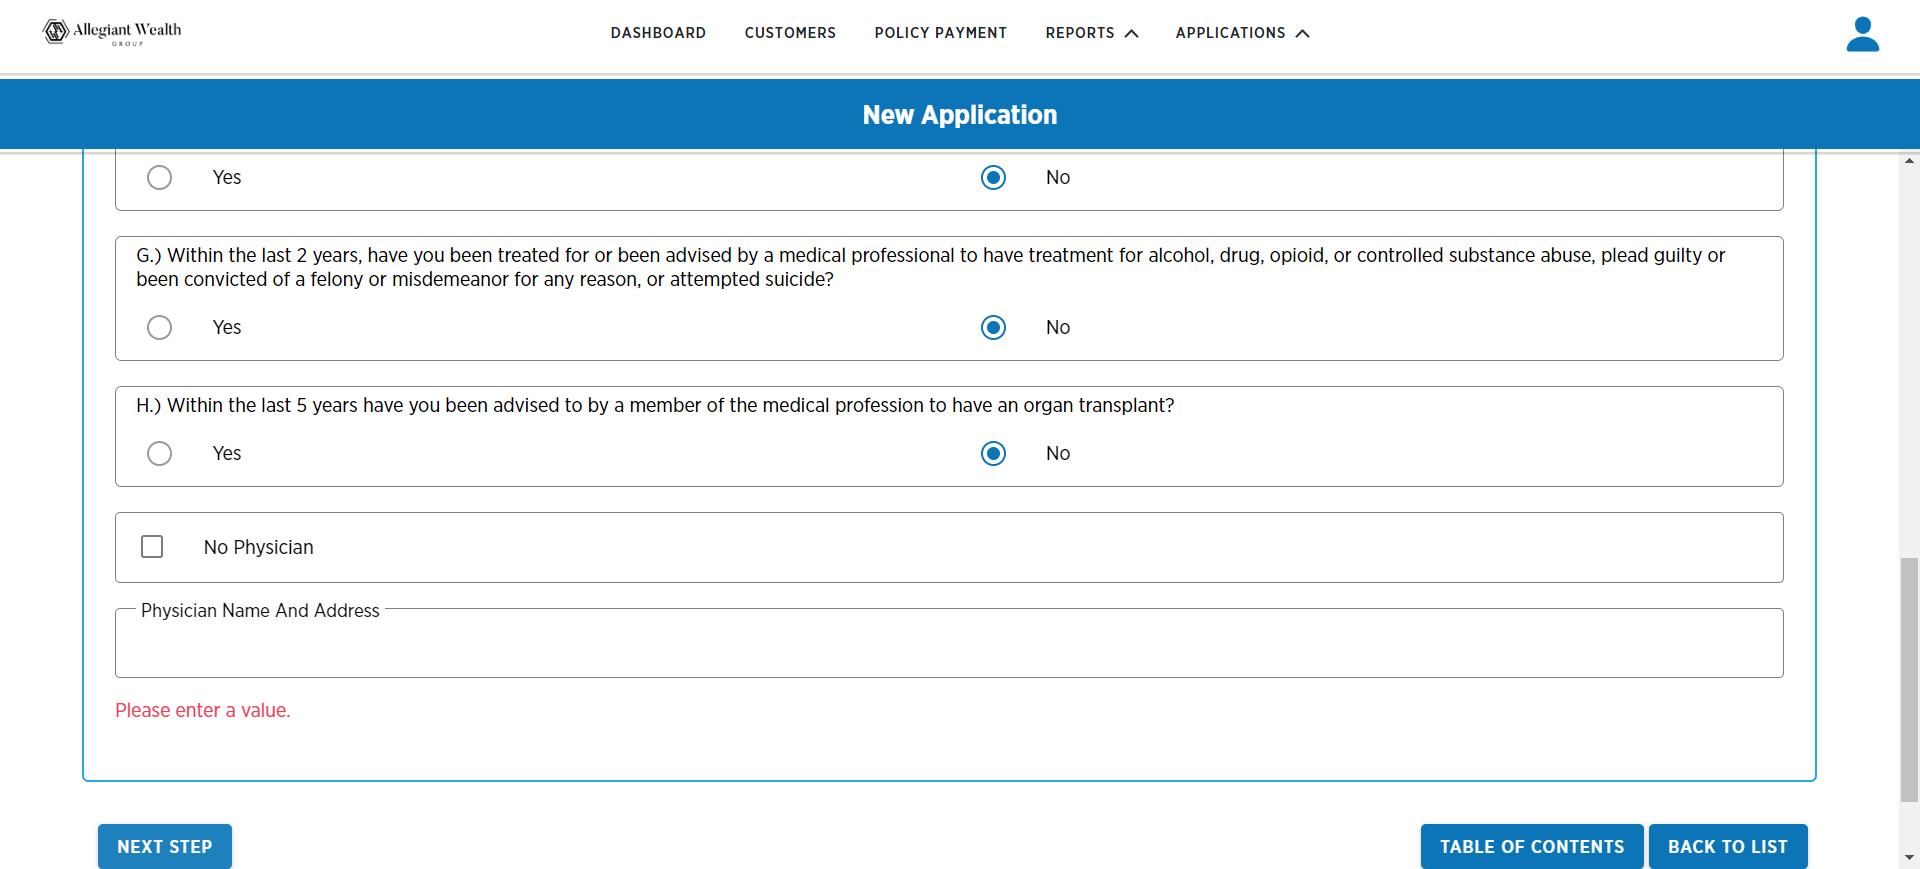 Allegiant Wealth
GROUP
DASHBOARD CUSTOMERS POLICY PAYMENT REPORTS APPLICATIONS
New Application
Yes No
G.) Within the last 2 years, have you been treated for or been advised by a medical professional to have treatment for alcohol, drug, opioid, or controlled substance abuse, plead guilty or
been convicted of a felony or misdemeanor for any reason, or attempted suicide?
Yes No
H.) Within the last 5 years have you been advised to by a member of the medical profession to have an organ transplant?
Yes No
No Physician
Physician Name And Address
Please enter a value.
NEXT STEP TABLE OF CONTENTS BACK TO LIST